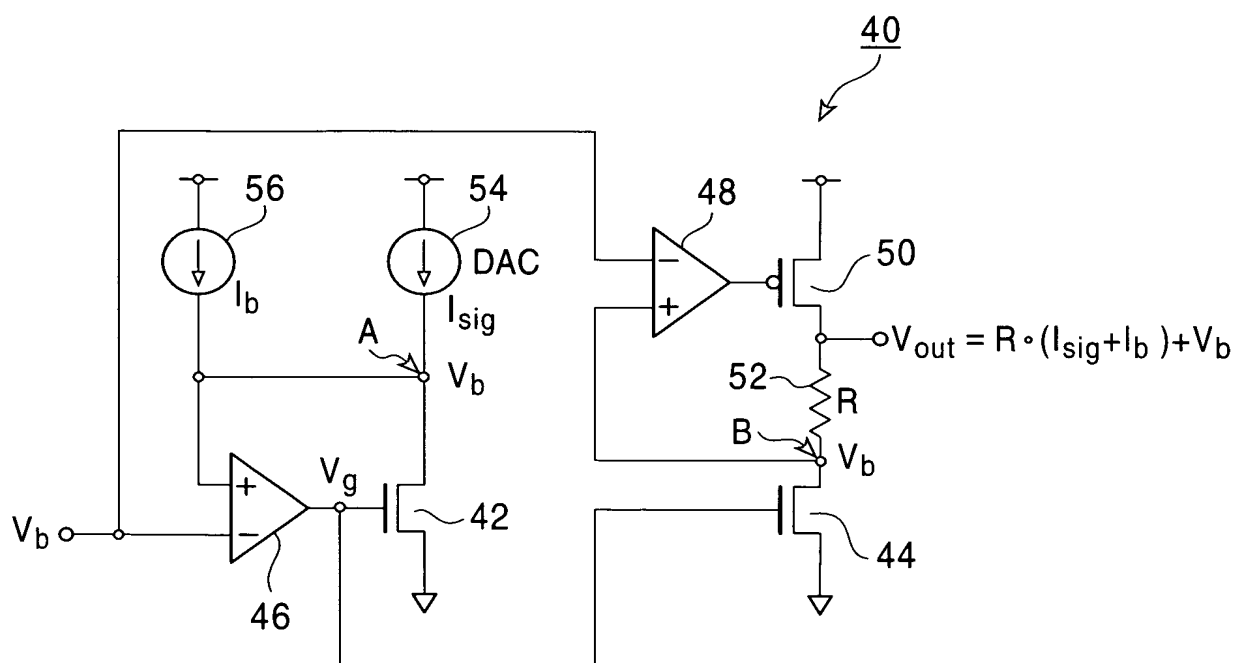 40
56
54
48
DAC
50
I_b
I_sig
A
V_b
−
+
V_out = R∘(I_sig+I_b)+V_b
52
R
B
V_b
V_g
+
−
42
V_b
44
46